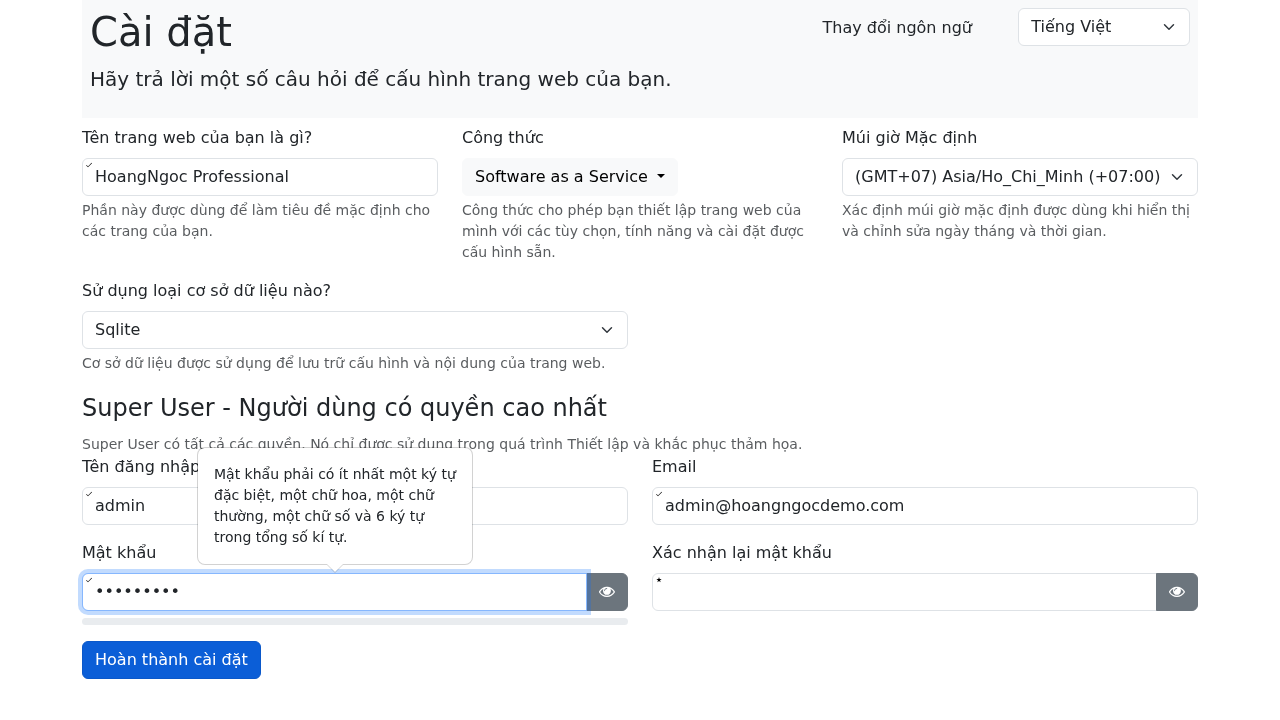 Cài đặt
Thay đổi ngôn ngữ
Tiếng Việt
Hãy trả lời một số câu hỏi để cấu hình trang web của bạn.
Tên trang web của bạn là gì?
HoangNgoc Professional
Phần này được dùng để làm tiêu đề mặc định cho
các trang của bạn.
Công thức
Software as a Service
Công thức cho phép bạn thiết lập trang web của
mình với các tùy chọn, tính năng và cài đặt được
cấu hình sẵn.
Múi giờ Mặc định
(GMT+07) Asia/Ho_Chi_Minh (+07:00)
Xác định múi giờ mặc định được dùng khi hiển thị
và chỉnh sửa ngày tháng và thời gian.
Sử dụng loại cơ sở dữ liệu nào?
Sqlite
Cơ sở dữ liệu được sử dụng để lưu trữ cấu hình và nội dung của trang web.
Super User - Người dùng có quyền cao nhất
Super User có tất cả các quyền. Nó chỉ được sử dụng trong quá trình Thiết lập và khắc phục thảm họa.
Tên đăng nhập
admin
Email
admin@hoangngocdemo.com
Mật khẩu phải có ít nhất một ký tự
đặc biệt, một chữ hoa, một chữ
thường, một chữ số và 6 ký tự
trong tổng số kí tự.
Mật khẩu
•••••••••
Xác nhận lại mật khẩu
Hoàn thành cài đặt